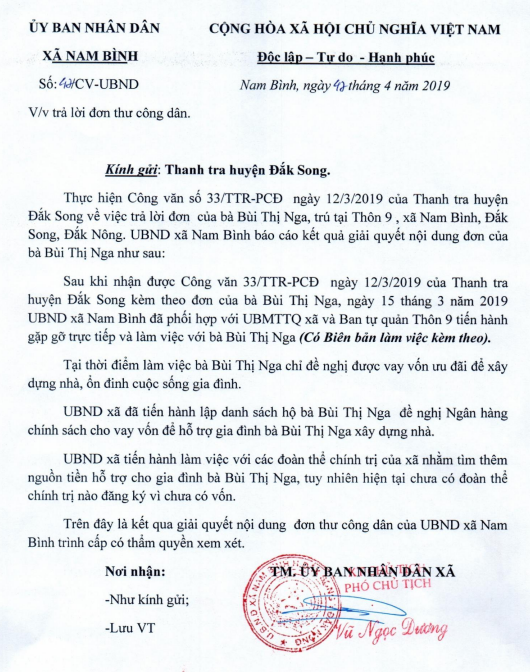 ỦY BAN NHÂN DÂN
CỘNG HÒA XÃ HỘI CHỦ NGHĨA VIỆT NAM
XÃ NAM BÌNH
Độc lập – Tự do - Hạnh phúc
Số: /CV-UBND
Nam Bình, ngày tháng 4 năm 2019
V/v trả lời đơn thư công dân.
Kính gửi: Thanh tra huyện Đắk Song.
Thực hiện Công văn số 33/TTR-PCĐ ngày 12/3/2019 của Thanh tra huyện
Đắk Song về việc trả lời đơn của bà Bùi Thị Nga, trú tại Thôn 9 , xã Nam Bình, Đắk
Song, Đắk Nông. UBND xã Nam Bình báo cáo kết quả giải quyết nội dung đơn của
bà Bùi Thị Nga như sau:
Sau khi nhận được Công văn 33/TTR-PCĐ ngày 12/3/2019 của Thanh tra
huyện Đắk Song kèm theo đơn của bà Bùi Thị Nga, ngày 15 tháng 3 năm 2019
UBND xã Nam Bình đã phối hợp với UBMTTQ xã và Ban tự quản Thôn 9 tiến hành
gặp gỡ trực tiếp và làm việc với bà Bùi Thị Nga (Có Biên bản làm việc kèm theo).
Tại thời điểm làm việc bà Bùi Thị Nga chỉ đề nghị được vay vốn ưu đãi để xây
dựng nhà, ổn đinh cuộc sống gia đình.
UBND xã đã tiến hành lập danh sách hộ bà Bùi Thị Nga đề nghị Ngân hàng
chính sách cho vay vốn để hỗ trợ gia đình bà Bùi Thị Nga xây dựng nhà.
UBND xã tiến hành làm việc với các đoàn thể chính trị của xã nhằm tìm thêm
nguồn tiền hỗ trợ cho gia đình bà Bùi Thị Nga, tuy nhiên hiện tại chưa có đoàn thể
chính trị nào đăng ký vì chưa có vốn.
Trên đây là kết qua giải quyết nội dung đơn thư công dân của UBND xã Nam
Bình trình cấp có thẩm quyền xem xét.
Nơi nhận:
TM. ỦY BAN NHÂN DÂN XÃ
PHÓ CHỦ TỊCH
-Như kính gửi;
-Lưu VT
Vũ Ngọc Dương